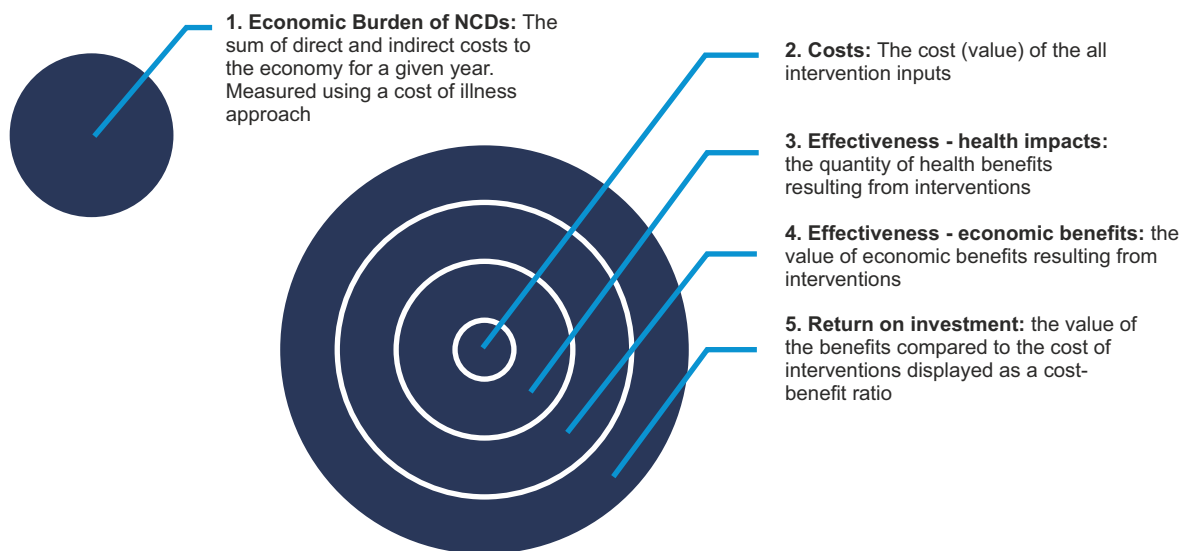 1. Economic Burden of NCDs: The
sum of direct and indirect costs to
the economy for a given year.
Measured using a cost of illness
approach
2. Costs: The cost (value) of the all
intervention inputs
3. Effectiveness - health impacts:
the quantity of health benefits
resulting from interventions
4. Effectiveness - economic benefits: the
value of economic benefits resulting from
interventions
5. Return on investment: the value of
the benefits compared to the cost of
interventions displayed as a cost-
benefit ratio